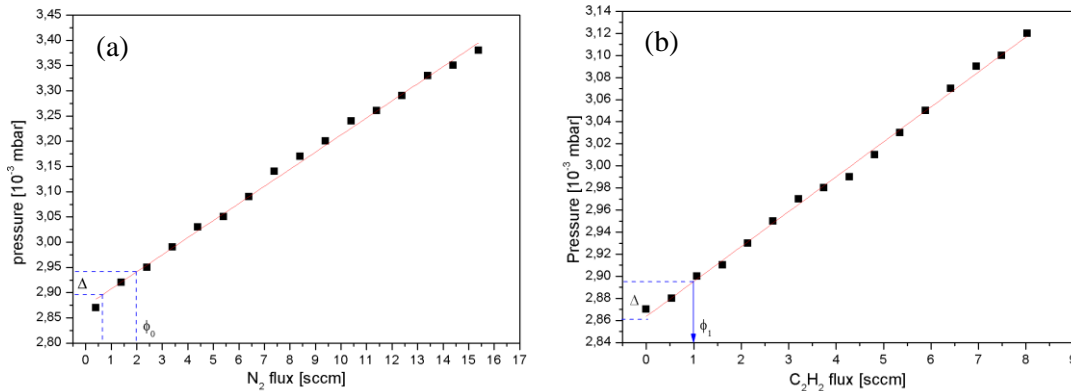 (a)
pressure [10⁻³ mbar]
3,45
3,40
3,35
3,30
3,25
3,20
3,15
3,10
3,05
3,00
2,95
2,90
2,85
2,80
Δ
ϕ₀
0 1 2 3 4 5 6 7 8 9 10 11 12 13 14 15 16 17
N₂ flux [sccm]
(b)
Pressure [10⁻³ mbar]
3,14
3,12
3,10
3,08
3,06
3,04
3,02
3,00
2,98
2,96
2,94
2,92
2,90
2,88
2,86
2,84
Δ
ϕ₁
0 1 2 3 4 5 6 7 8 9
C₂H₂ flux [sccm]